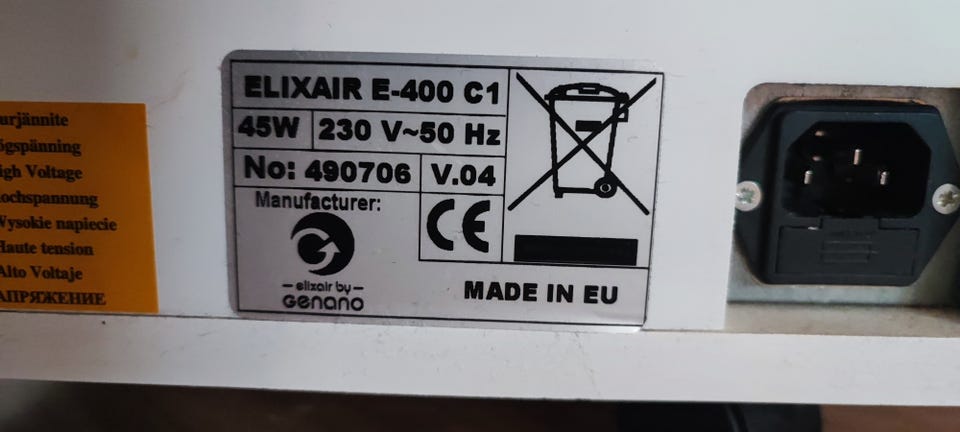 ELIXAIR E-400 C1
45W 230 V~50 Hz
No: 490706 V.04
Manufacturer:
CE
elixair by
Genano
MADE IN EU
urjännite
ögspänning
igh Voltage
ochspannung
Wysokie napiecie
Haute tension
Alto Voltaje
НАПРЯЖЕНИЕ